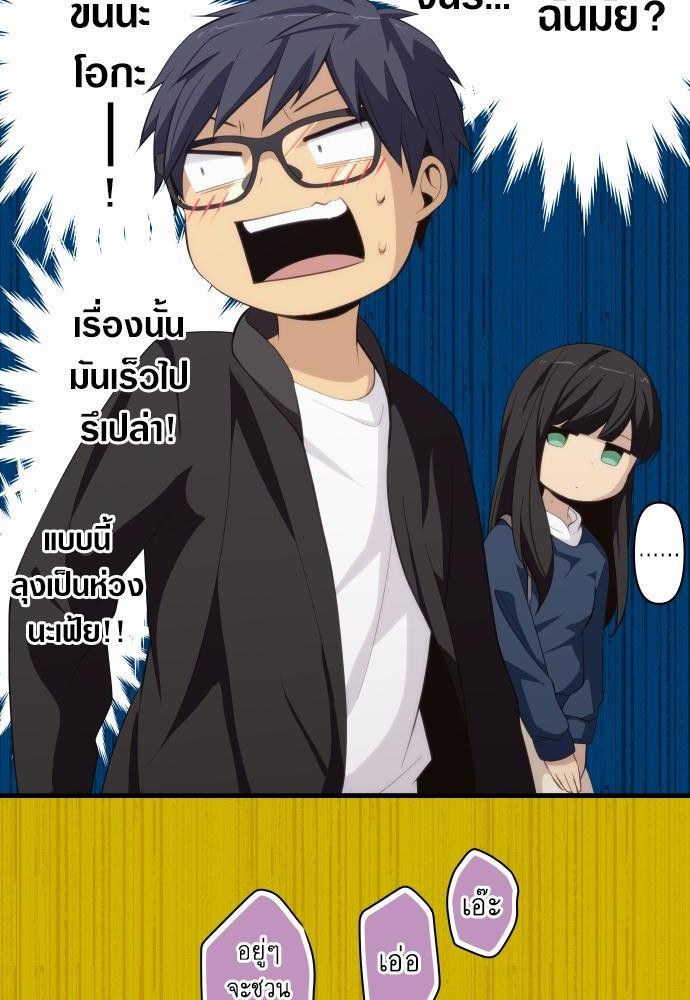 ฉันมั้ย?
ขึ้นนะ
โอกะ
ー
!
เรื่องนั้น
มันเร็วไป
รึเปล่า!
แบบนี้
ลุงเป็นห่วง
นะเฟ้ย!!
......
เอ๊ะ
เอ่อ
อยู่ๆ
จะชวน